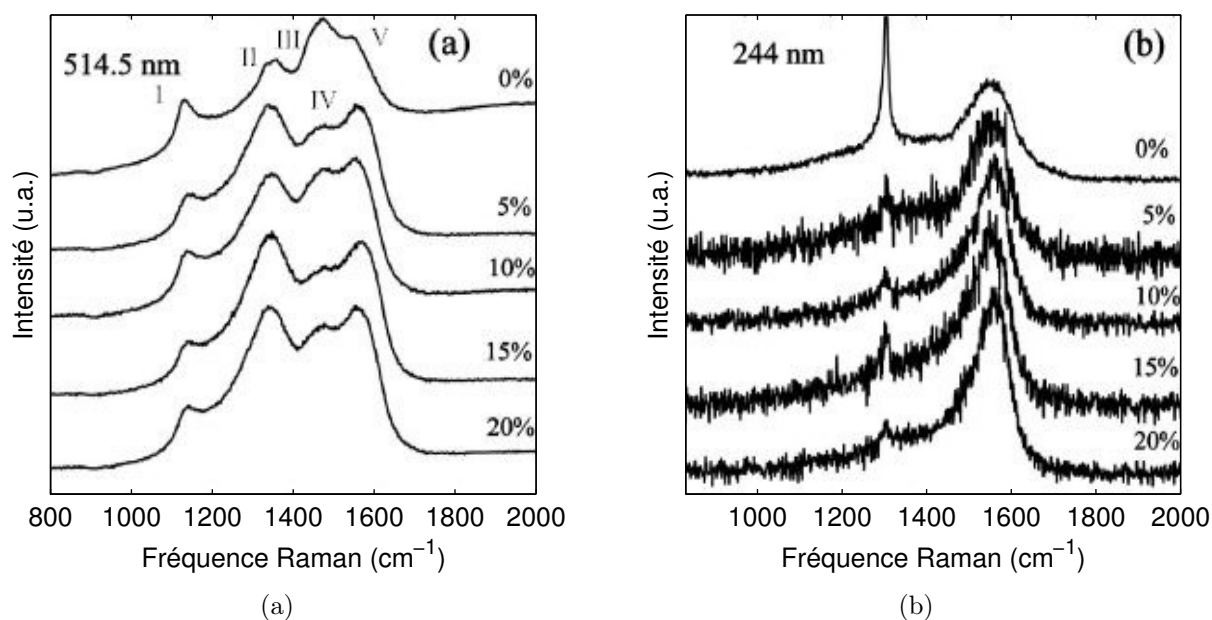 (a)
514.5 nm
I
II
III
IV
V
0%
5%
10%
15%
20%
Intensité (u.a.)
800 1000 1200 1400 1600 1800 2000
Fréquence Raman (cm⁻¹)
(a)
(b)
244 nm
0%
5%
10%
15%
20%
Intensité (u.a.)
1000 1200 1400 1600 1800 2000
Fréquence Raman (cm⁻¹)
(b)